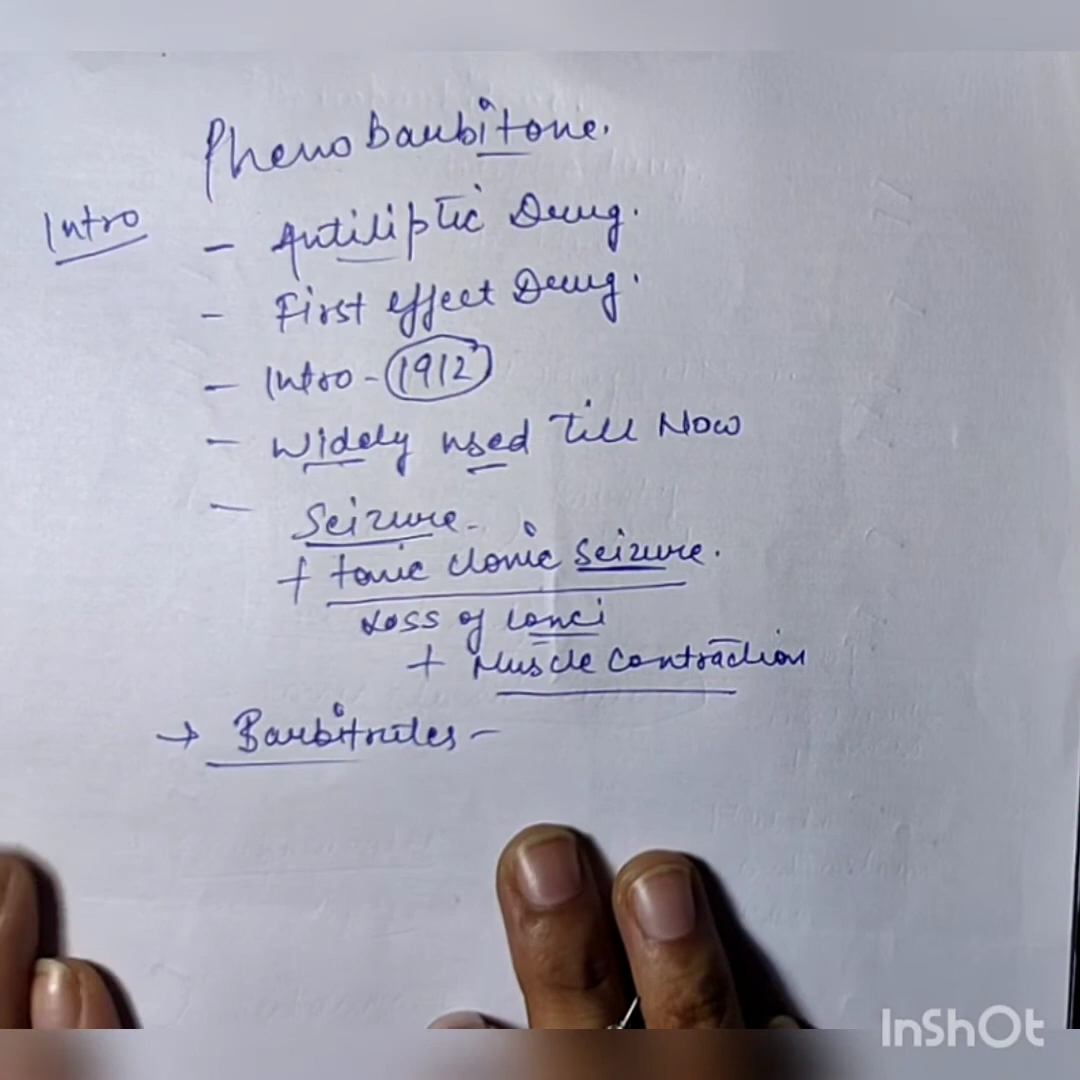 PhenoBarbitone.
Intro
- Antiliptic Drug.
- First effect Drug.
- Intro - 1912
- Widely used Till Now
- Seizure -
+ tonic clonic seizure.
Loss of Conci
+ Muscle Contraction
→ Barbitrates -
InShOt